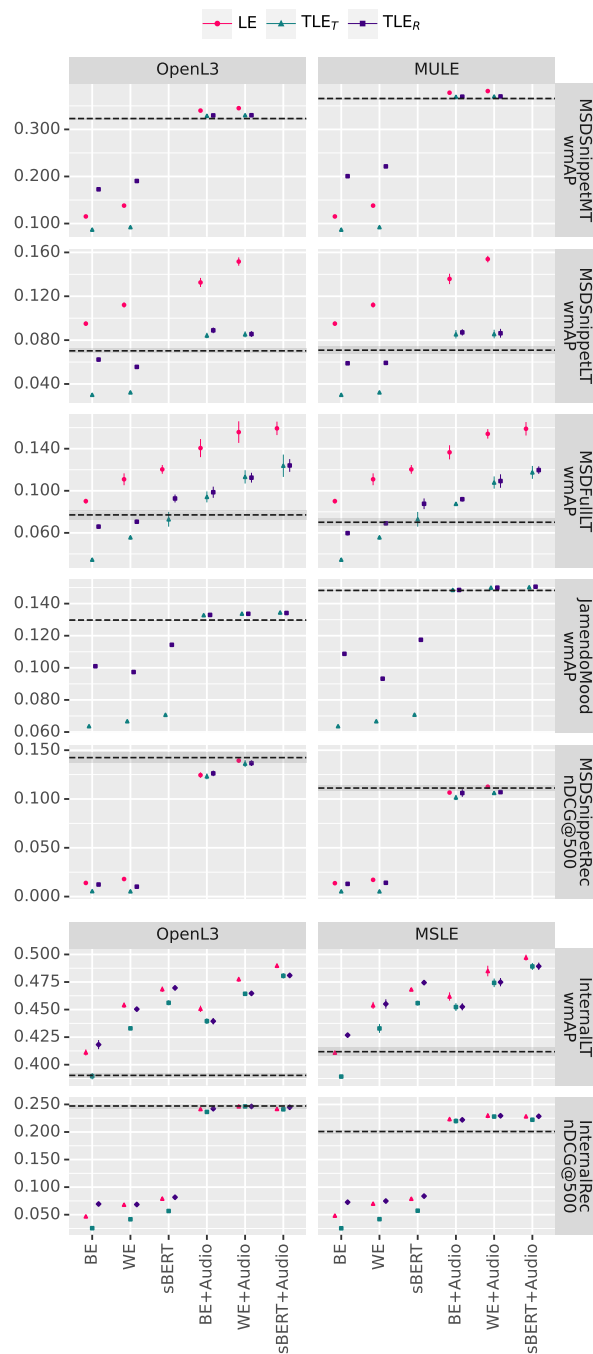 LE TLE_T TLE_R
OpenL3 MULE
0.300
0.200
0.100
MSDSnippetMT
wmAP
0.160
0.120
0.080
0.040
MSDSnippetLT
wmAP
0.140
0.100
0.060
MSDFullLT
wmAP
0.140
0.120
0.100
0.080
0.060
JamendoMood
wmAP
0.150
0.100
0.050
0.000
MSDSnippetRec
nDCG@500
OpenL3 MSLE
0.500
0.475
0.450
0.425
0.400
InternalLT
wmAP
0.250
0.200
0.150
0.100
0.050
InternalRec
nDCG@500
BE WE sBERT BE+Audio WE+Audio sBERT+Audio BE WE sBERT BE+Audio WE+Audio sBERT+Audio